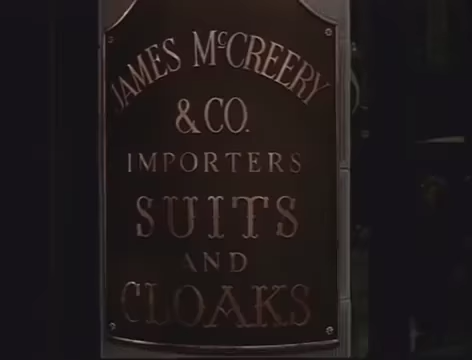 JAMES McCREERY
& CO.
IMPORTERS
SUITS
AND
CLOAKS